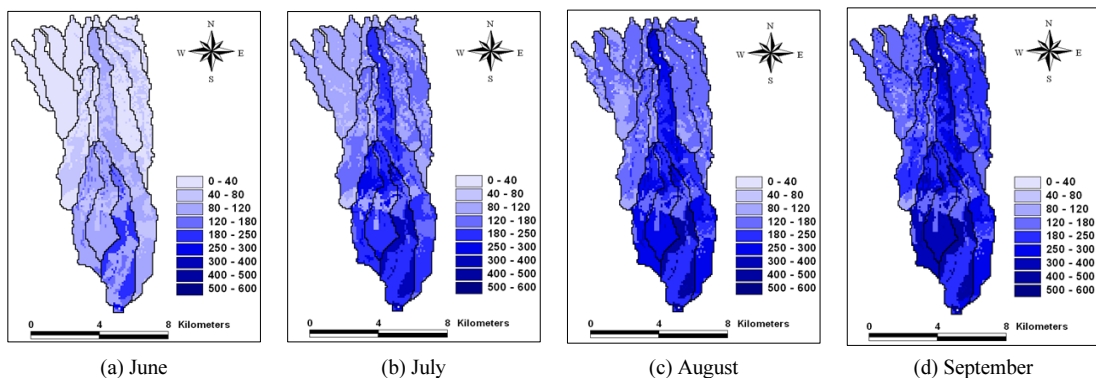 N
W E
S
0 - 40
40 - 80
80 - 120
120 - 180
180 - 250
250 - 300
300 - 400
400 - 500
500 - 600
0 4 8 Kilometers
(a) June
N
W E
S
0 - 40
40 - 80
80 - 120
120 - 180
180 - 250
250 - 300
300 - 400
400 - 500
500 - 600
0 4 8 Kilometers
(b) July
N
W E
S
0 - 40
40 - 80
80 - 120
120 - 180
180 - 250
250 - 300
300 - 400
400 - 500
500 - 600
0 4 8 Kilometers
(c) August
N
W E
S
0 - 40
40 - 80
80 - 120
120 - 180
180 - 250
250 - 300
300 - 400
400 - 500
500 - 600
0 4 8 Kilometers
(d) September